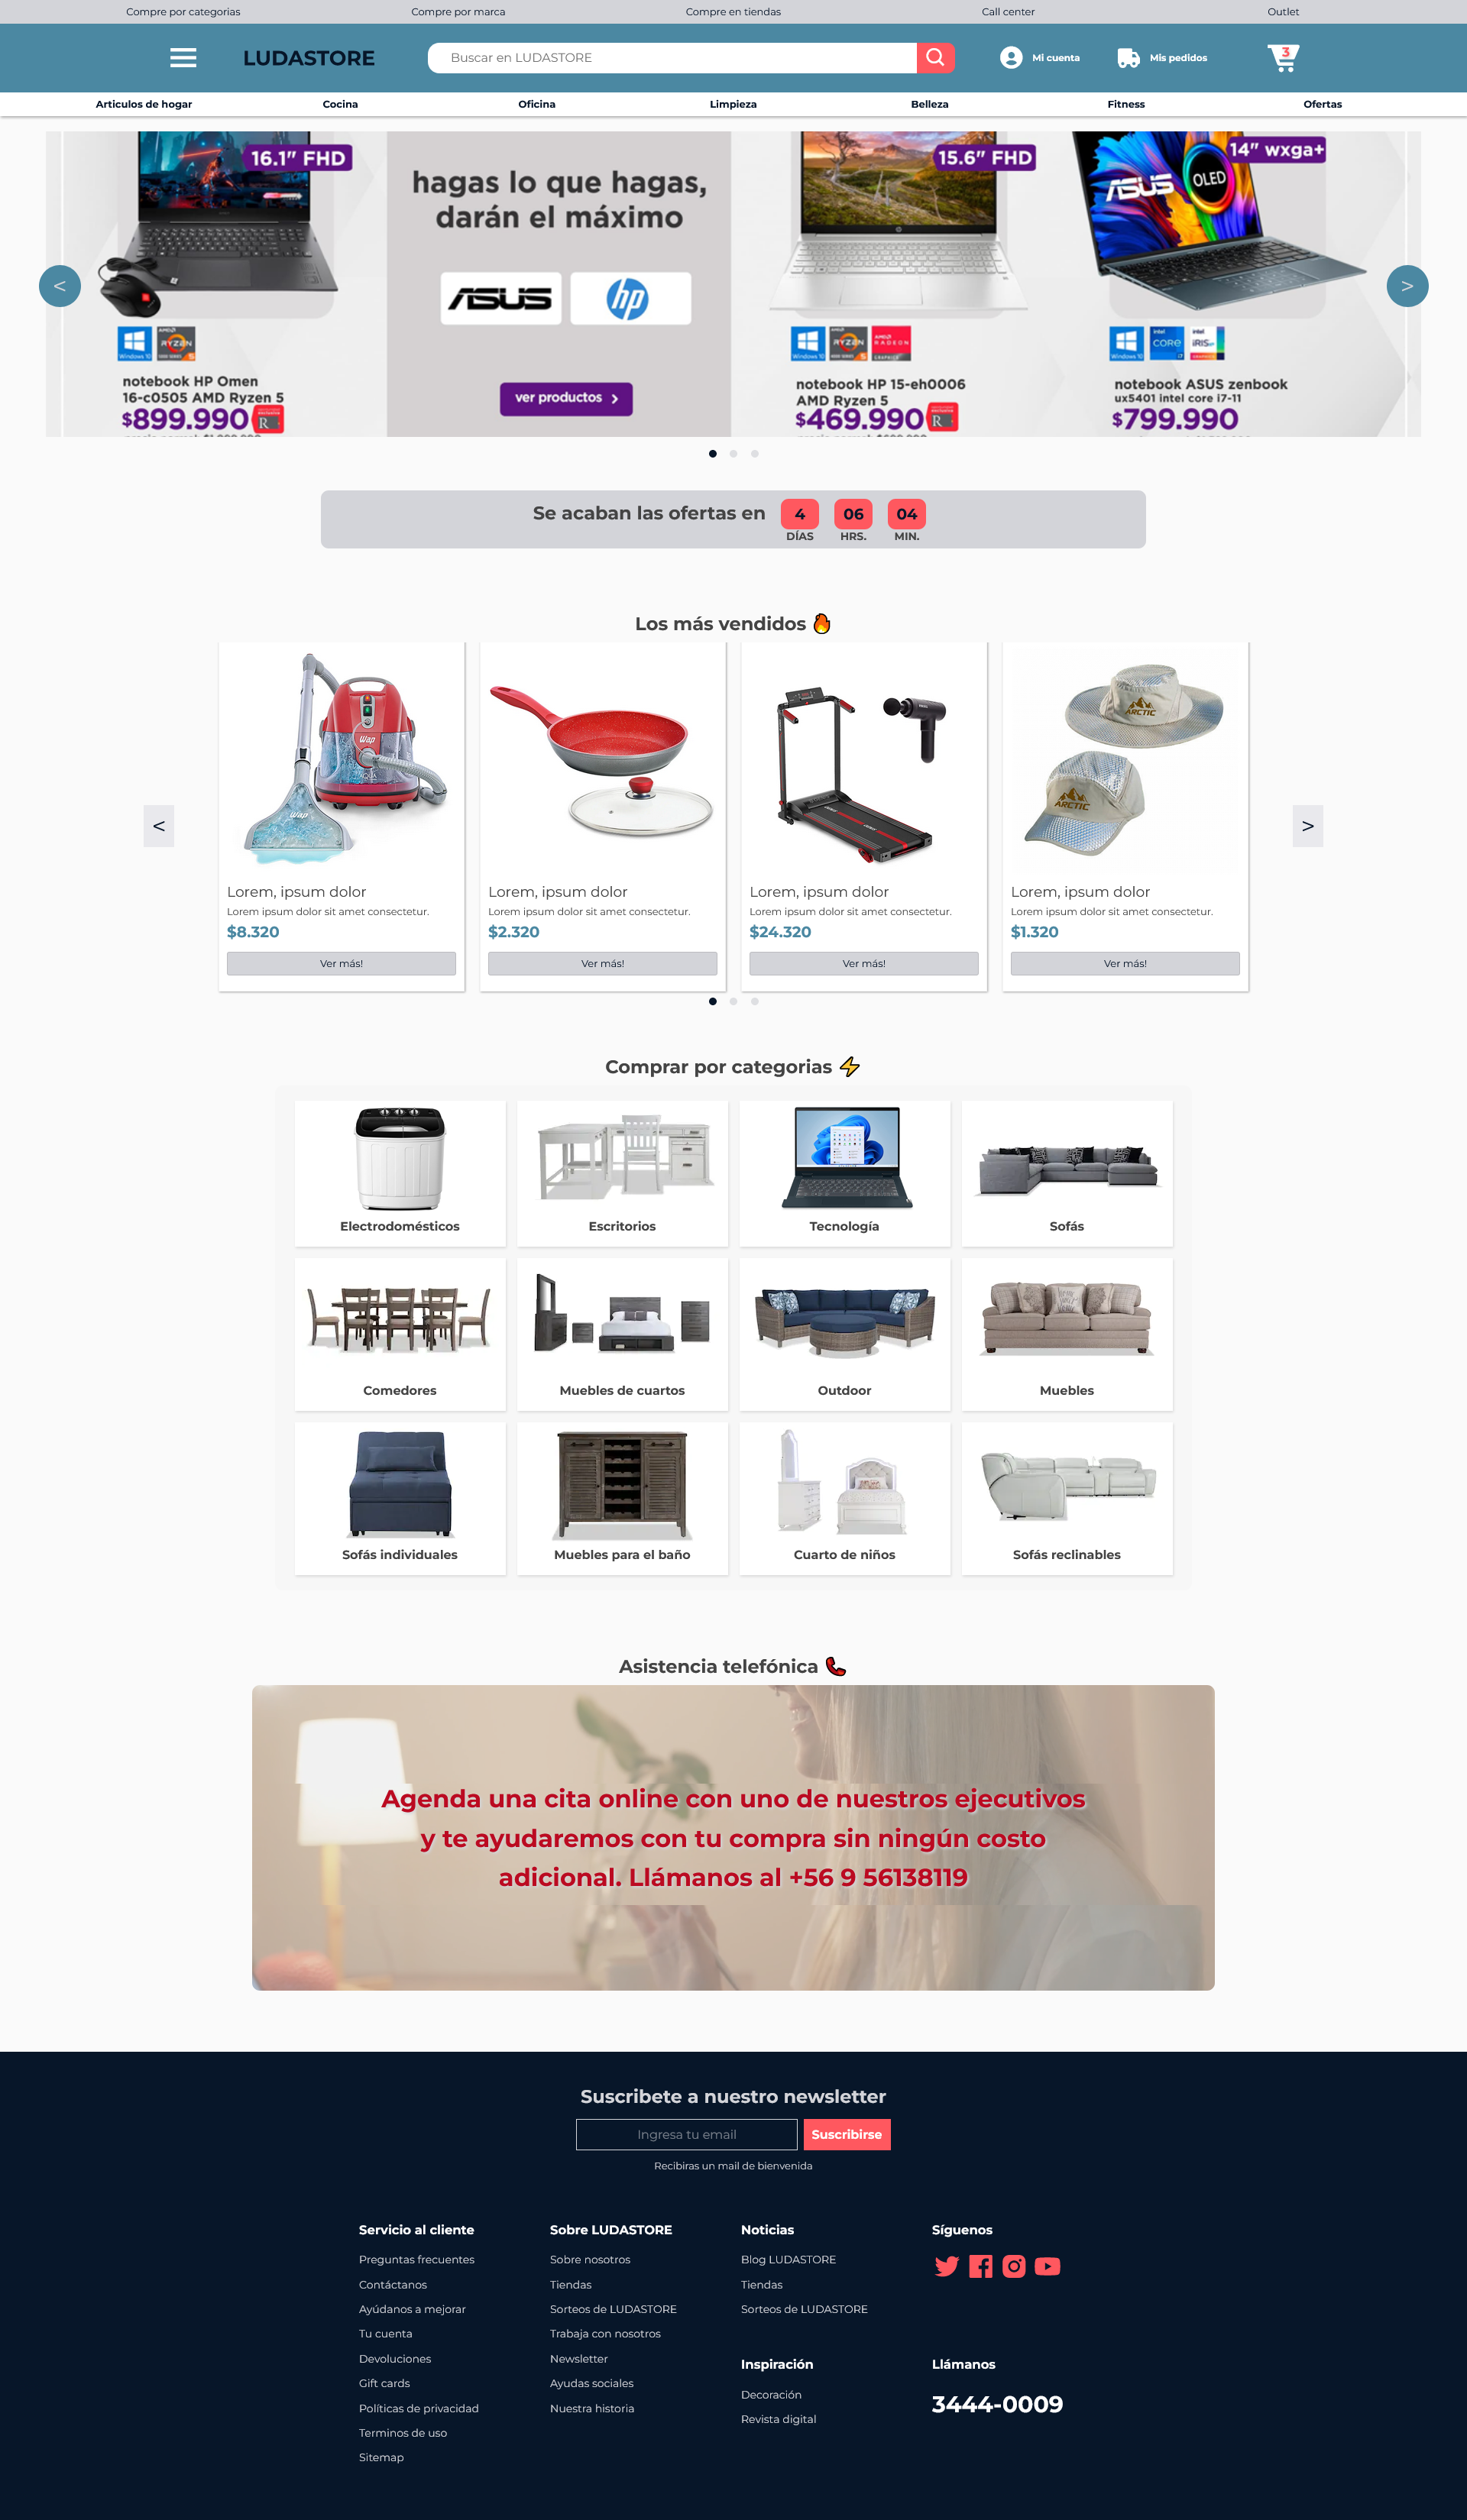 Compre por categorias
Compre por marca
Compre en tiendas
Call center
Outlet
LUDASTORE
Buscar en LUDASTORE
Mi cuenta
Mis pedidos
3
Articulos de hogar
Cocina
Oficina
Limpieza
Belleza
Fitness
Ofertas
16.1" FHD
notebook HP Omen
16-c0505 AMD Ryzen 5
$899.990
hagas lo que hagas,
darán el máximo
ASUS
hp
ver productos >
15.6" FHD
notebook HP 15-eh0006
AMD Ryzen 5
$469.990
14" wxga+
ASUS
OLED
notebook ASUS zenbook
ux5401 intel core i7-11
$799.990
<
>
Se acaban las ofertas en
4
DÍAS
06
HRS.
04
MIN.
Los más vendidos
<
Lorem, ipsum dolor
Lorem ipsum dolor sit amet consectetur.
$8.320
Ver más!
Lorem, ipsum dolor
Lorem ipsum dolor sit amet consectetur.
$2.320
Ver más!
Lorem, ipsum dolor
Lorem ipsum dolor sit amet consectetur.
$24.320
Ver más!
ARCTIC
ARCTIC
Lorem, ipsum dolor
Lorem ipsum dolor sit amet consectetur.
$1.320
Ver más!
>
Comprar por categorias
Electrodomésticos
Escritorios
Tecnología
Sofás
Comedores
Muebles de cuartos
Outdoor
Muebles
Sofás individuales
Muebles para el baño
Cuarto de niños
Sofás reclinables
Asistencia telefónica
Agenda una cita online con uno de nuestros ejecutivos
y te ayudaremos con tu compra sin ningún costo
adicional. Llámanos al +56 9 56138119
Suscribete a nuestro newsletter
Ingresa tu email
Suscribirse
Recibiras un mail de bienvenida
Servicio al cliente
Preguntas frecuentes
Contáctanos
Ayúdanos a mejorar
Tu cuenta
Devoluciones
Gift cards
Políticas de privacidad
Terminos de uso
Sitemap
Sobre LUDASTORE
Sobre nosotros
Tiendas
Sorteos de LUDASTORE
Trabaja con nosotros
Newsletter
Ayudas sociales
Nuestra historia
Noticias
Blog LUDASTORE
Tiendas
Sorteos de LUDASTORE
Inspiración
Decoración
Revista digital
Síguenos
Llámanos
3444-0009